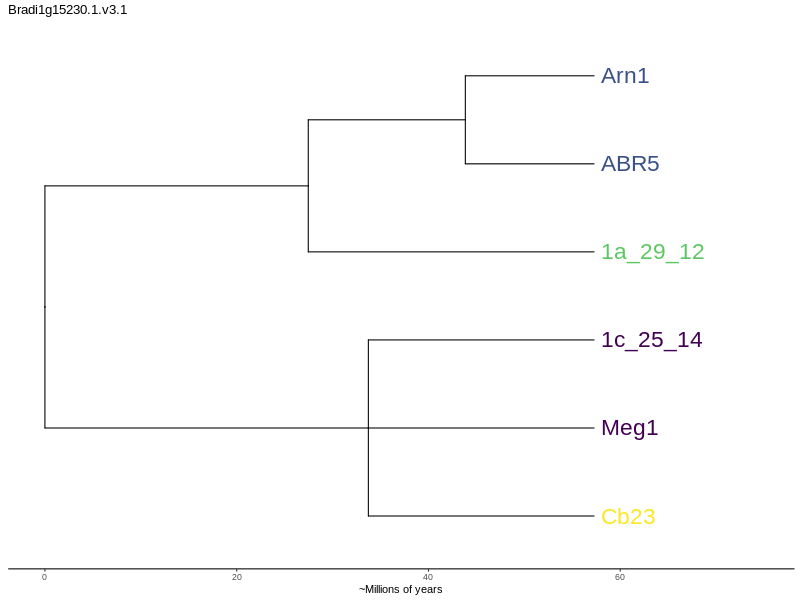 Bradi1g15230.1.v3.1
Arn1
ABR5
1a_29_12
1c_25_14
Meg1
Cb23
0 20 40 60
~Millions of years